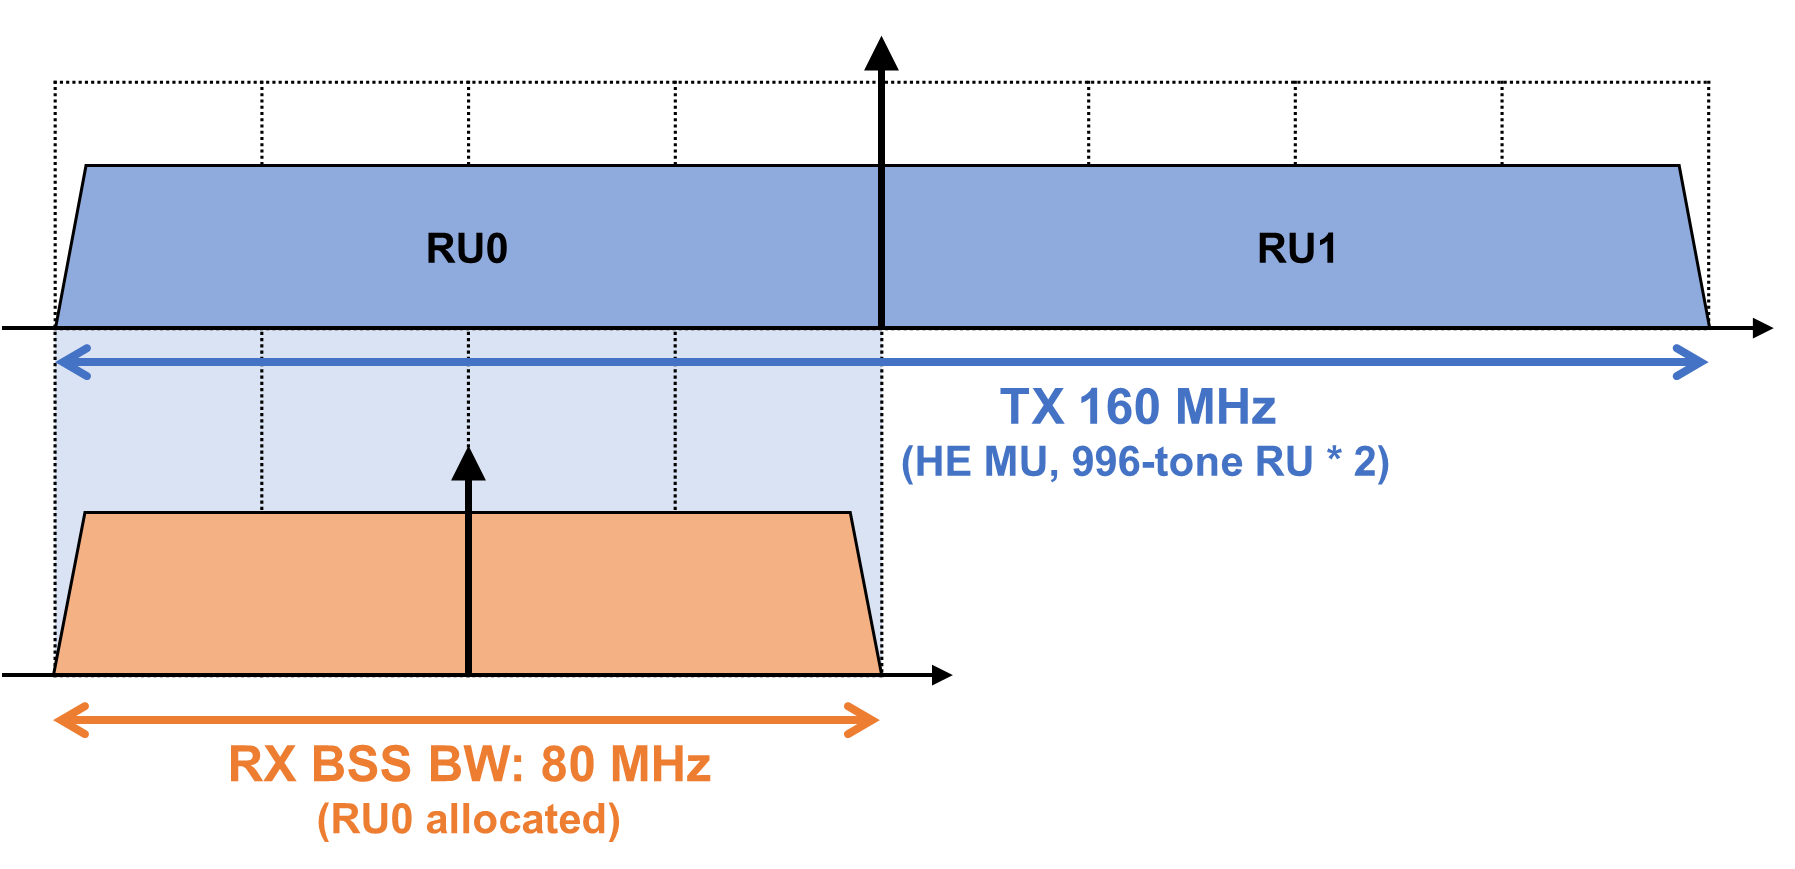 RU0
RU1
TX 160 MHz
(HE MU, 996-tone RU * 2)
RX BSS BW: 80 MHz
(RU0 allocated)